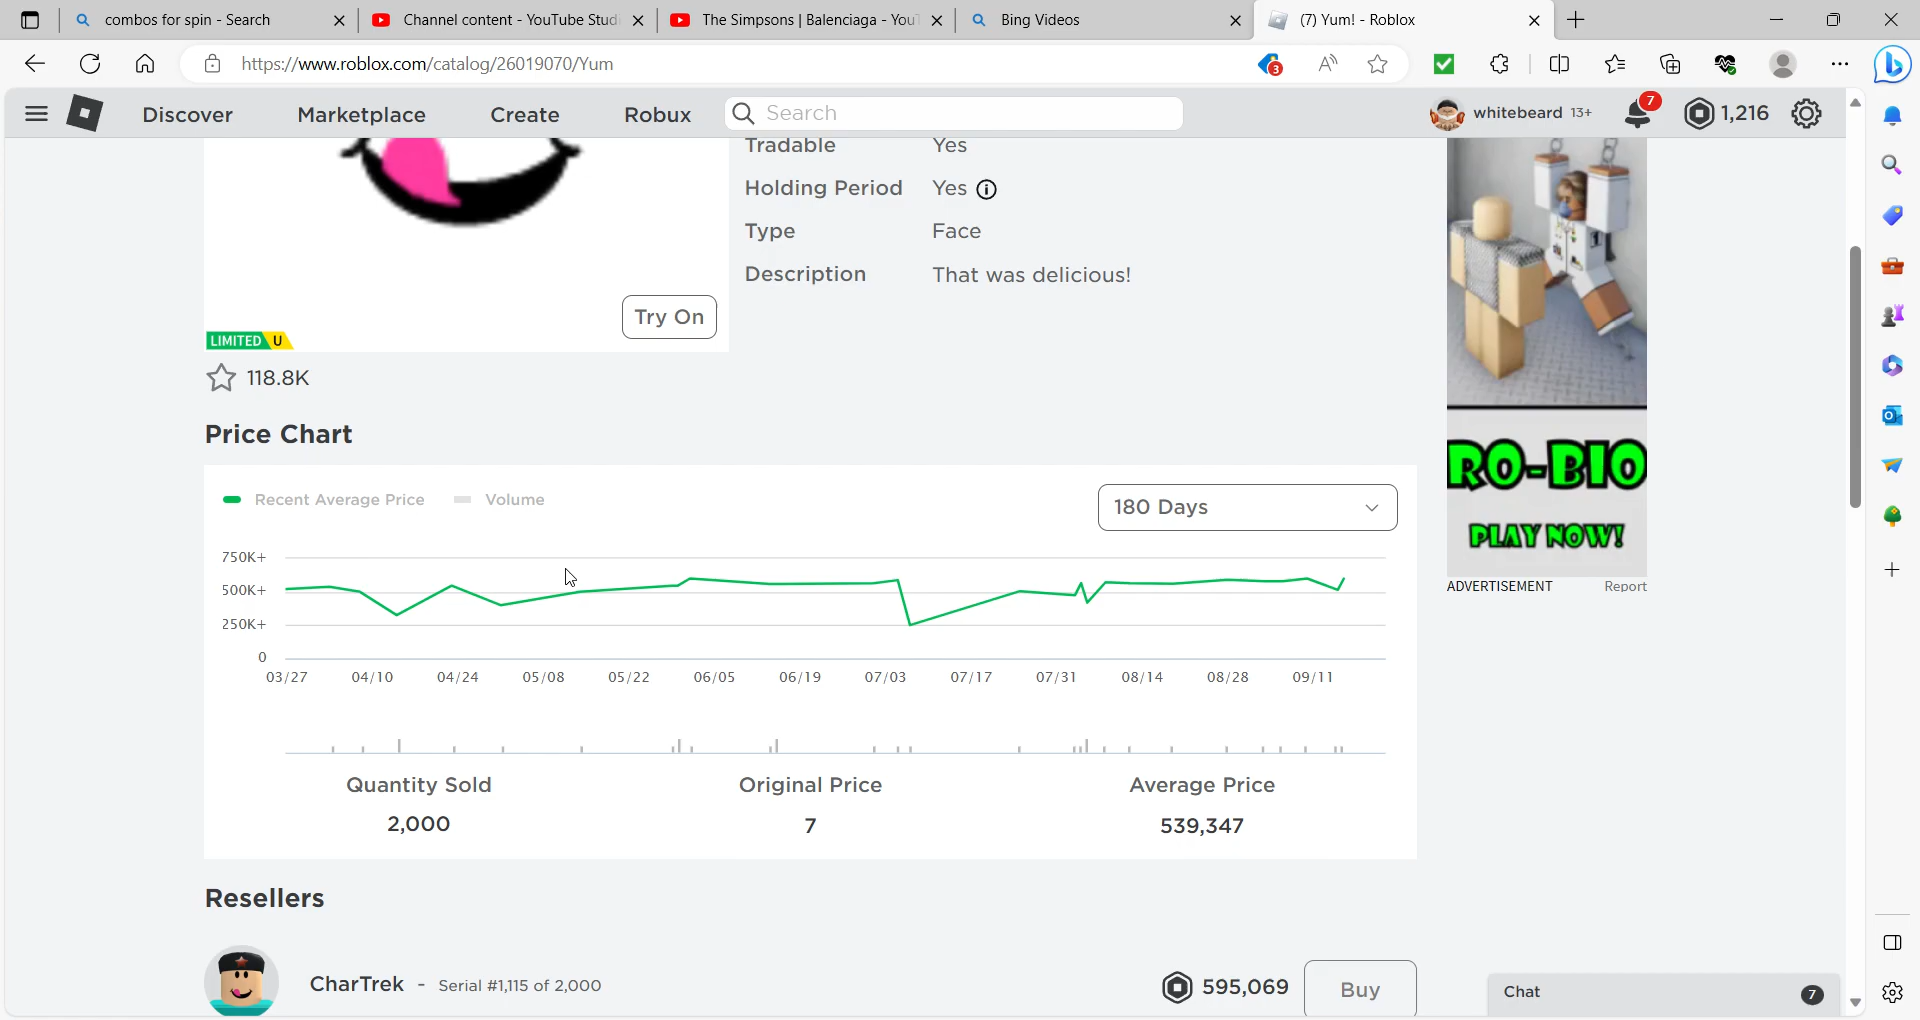 combos for spin - Search
Channel content - YouTube Studi
The Simpsons | Balenciaga - YouT
Bing Videos
(7) Yum! - Roblox
https://www.roblox.com/catalog/26019070/Yum
3
Discover
Marketplace
Create
Robux
Search
whitebeard 13+
7
1,216
Tradable Yes
Holding Period Yes
Type Face
Description That was delicious!
Try On
LIMITED U
118.8K
Price Chart
Recent Average Price Volume
180 Days
750K+
500K+
250K+
0
03/27 04/10 04/24 05/08 05/22 06/05 06/19 07/03 07/17 07/31 08/14 08/28 09/11
Quantity Sold Original Price Average Price
2,000 7 539,347
RO-BIO
PLAY NOW!
ADVERTISEMENT Report
Resellers
CharTrek - Serial #1,115 of 2,000
595,069
Buy
Chat 7